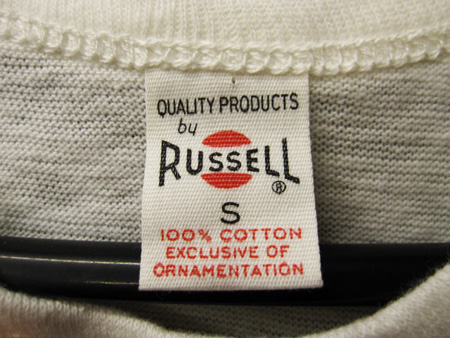 QUALITY PRODUCTS
by
RUSSELL®
S
100% COTTON
EXCLUSIVE OF
ORNAMENTATION